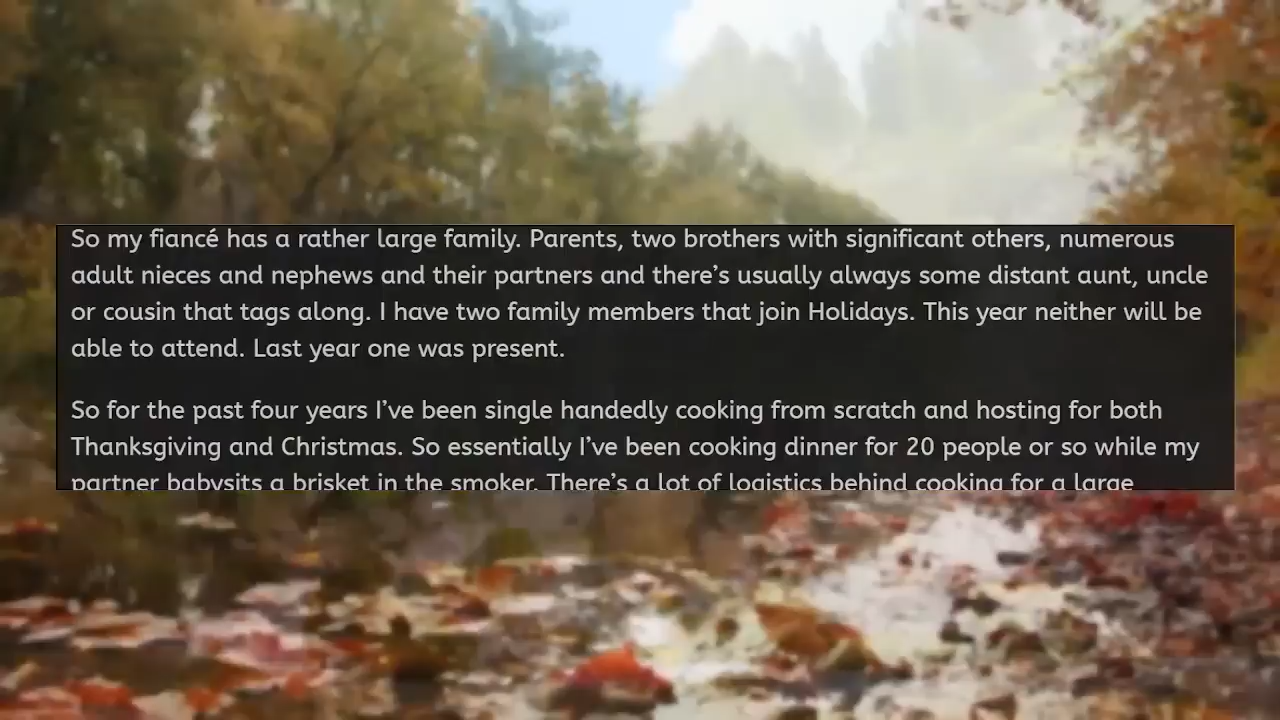 So my fiancé has a rather large family. Parents, two brothers with significant others, numerous
adult nieces and nephews and their partners and there’s usually always some distant aunt, uncle
or cousin that tags along. I have two family members that join Holidays. This year neither will be
able to attend. Last year one was present.
So for the past four years I’ve been single handedly cooking from scratch and hosting for both
Thanksgiving and Christmas. So essentially I’ve been cooking dinner for 20 people or so while my
partner babysits a brisket in the smoker. There’s a lot of logistics behind cooking for a large